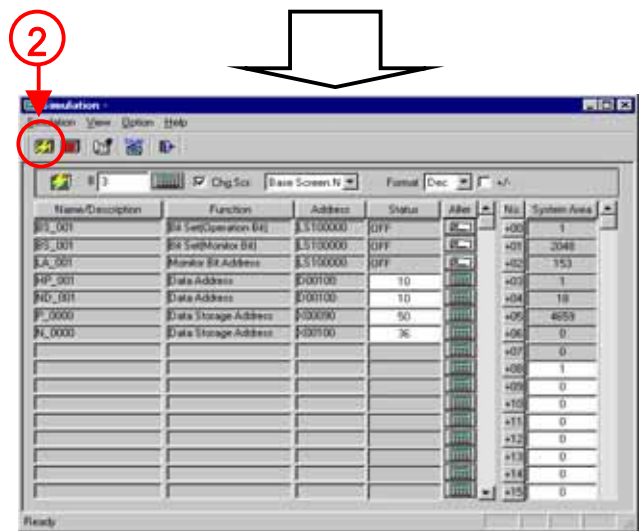 2
Simulation -
Simulation View Option Help
B 3 Chg.Scr. Base Screen N Format Dec +/-
Name/Description Function Address Status Alter No. System Area
BS_001 Bit Set(Operation Bit) LS100000 OFF +00 1
BS_001 Bit Set(Monitor Bit) LS100000 OFF +01 2048
LA_001 Monitor Bit Address LS100000 OFF +02 153
HP_001 Data Address D00100 10 +03 1
ND_001 Data Address D00100 10 +04 18
P_0000 Data Storage Address X00090 50 +05 4659
N_0000 Data Storage Address 36 +06 0
+07 0
+08 1
+09 0
+10 0
+11 0
+12 0
+13 0
+14 0
+15 0
Ready